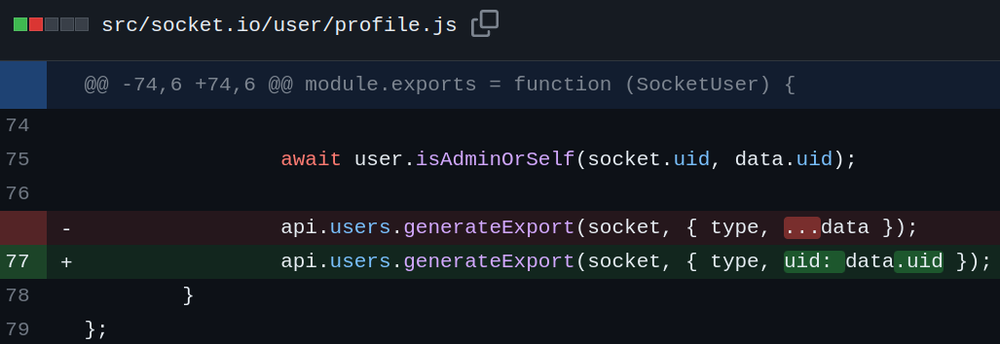 src/socket.io/user/profile.js
@@ -74,6 +74,6 @@ module.exports = function (SocketUser) {
74
75 await user.isAdminOrSelf(socket.uid, data.uid);
76
- api.users.generateExport(socket, { type, ...data });
77 + api.users.generateExport(socket, { type, uid: data.uid });
78 }
79 };